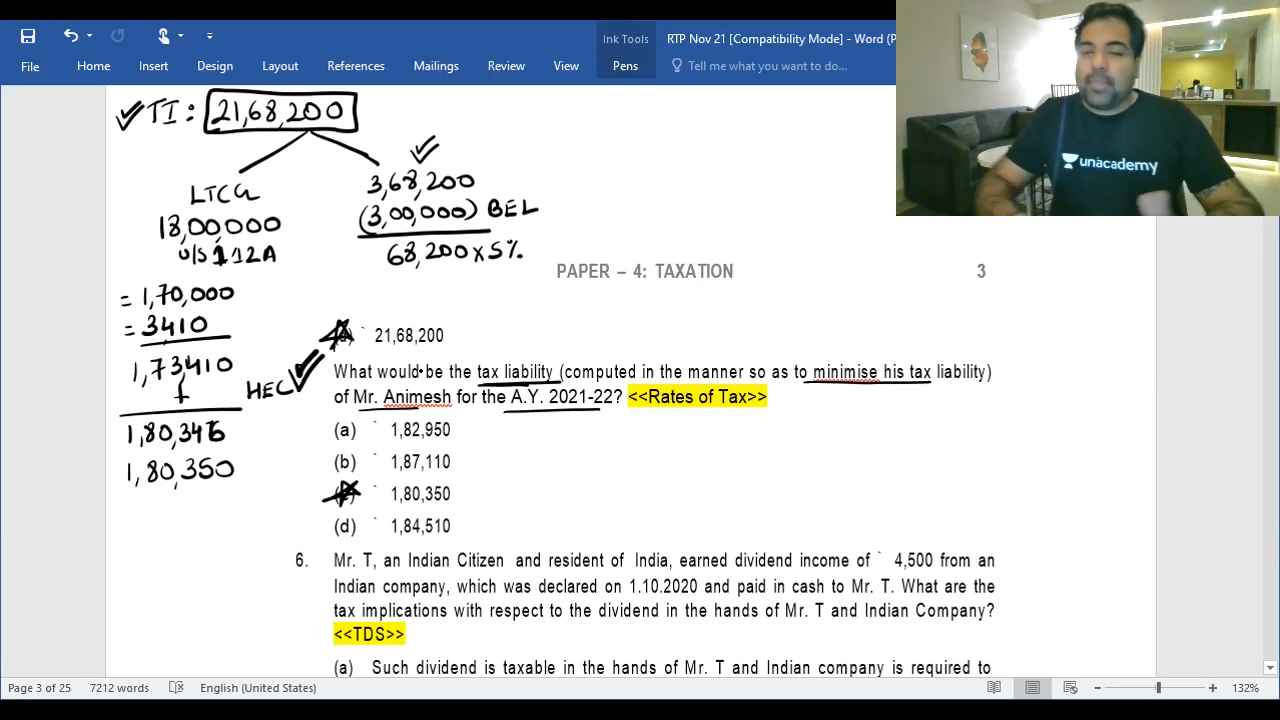 Ink Tools
RTP Nov 21 [Compatibility Mode] - Word (P
File Home Insert Design Layout References Mailings Review View Pens Tell me what you want to do...
unacademy
✓ TI : 21,68,200
LTCG
18,00,000
u/s 112A
3,68,200
(3,00,000) BEL
68,200 x 5%
= 1,70,000
= 3410
1,73,410
+ HEC
1,80,346
1,80,350
PAPER – 4: TAXATION 3
(d) ` 21,68,200
What would be the tax liability (computed in the manner so as to minimise his tax liability)
of Mr. Animesh for the A.Y. 2021-22? <<Rates of Tax>>
(a) ` 1,82,950
(b) ` 1,87,110
(c) ` 1,80,350
(d) ` 1,84,510
6. Mr. T, an Indian Citizen and resident of India, earned dividend income of ` 4,500 from an
Indian company, which was declared on 1.10.2020 and paid in cash to Mr. T. What are the
tax implications with respect to the dividend in the hands of Mr. T and Indian Company?
<<TDS>>
(a) Such dividend is taxable in the hands of Mr. T and Indian company is required to
Page 3 of 25 7212 words English (United States) 132%